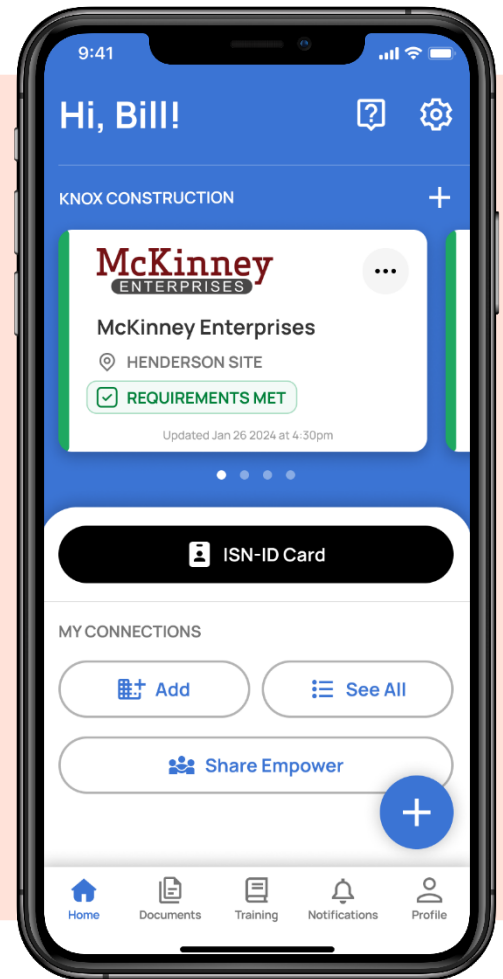 9:41
Hi, Bill!
KNOX CONSTRUCTION
McKinney
ENTERPRISES
McKinney Enterprises
HENDERSON SITE
REQUIREMENTS MET
Updated Jan 26 2024 at 4:30pm
ISN-ID Card
MY CONNECTIONS
Add
See All
Share Empower
Home Documents Training Notifications Profile